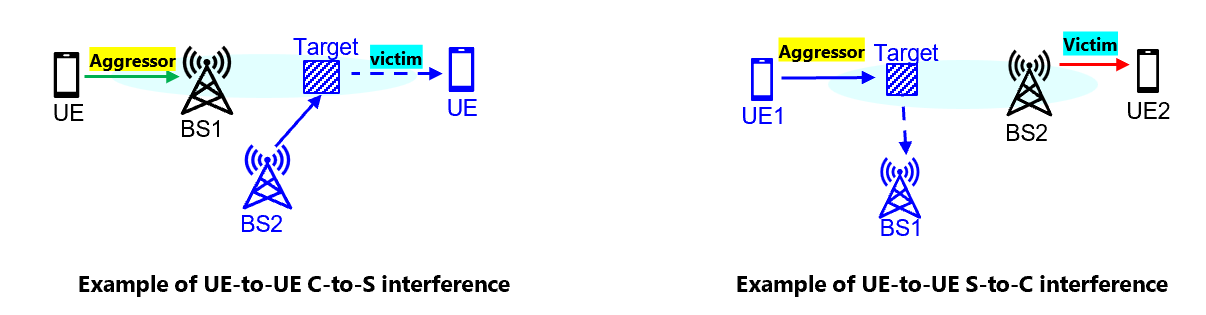 Aggressor
Target
victim
UE
BS1
UE
BS2
Example of UE-to-UE C-to-S interference
Aggressor
Target
Victim
UE1
BS2
UE2
BS1
Example of UE-to-UE S-to-C interference